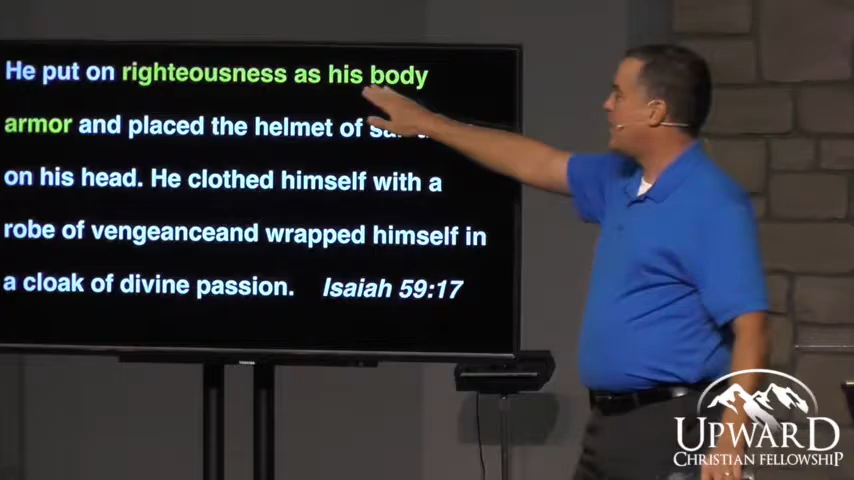 He put on righteousness as his body
armor and placed the helmet of
on his head. He clothed himself with a
robe of vengeanceand wrapped himself in
a cloak of divine passion. Isaiah 59:17
TOSHIBA
UPWARD
CHRISTIAN FELLOWSHIP